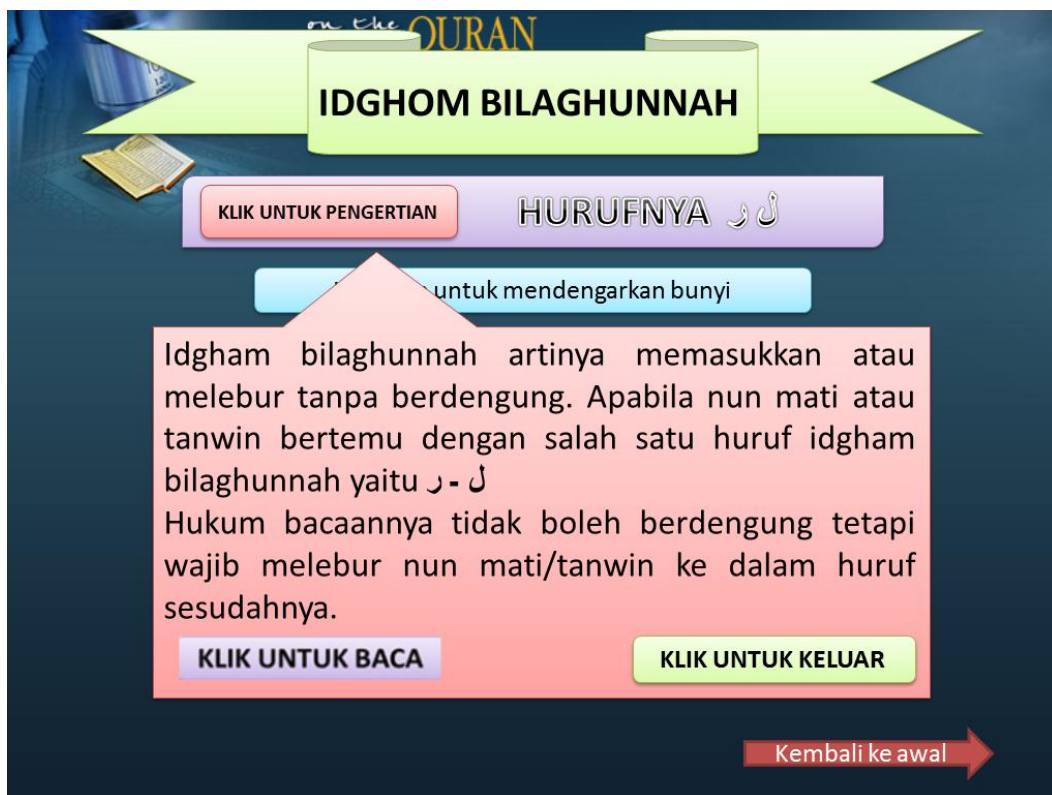 on the QURAN
IDGHOM BILAGHUNNAH
KLIK UNTUK PENGERTIAN
HURUFNYA ل ر
untuk mendengarkan bunyi
Idgham bilaghunnah artinya memasukkan atau
melebur tanpa berdengung. Apabila nun mati atau
tanwin bertemu dengan salah satu huruf idgham
bilaghunnah yaitu ل - ر
Hukum bacaannya tidak boleh berdengung tetapi
wajib melebur nun mati/tanwin ke dalam huruf
sesudahnya.
KLIK UNTUK BACA
KLIK UNTUK KELUAR
Kembali ke awal